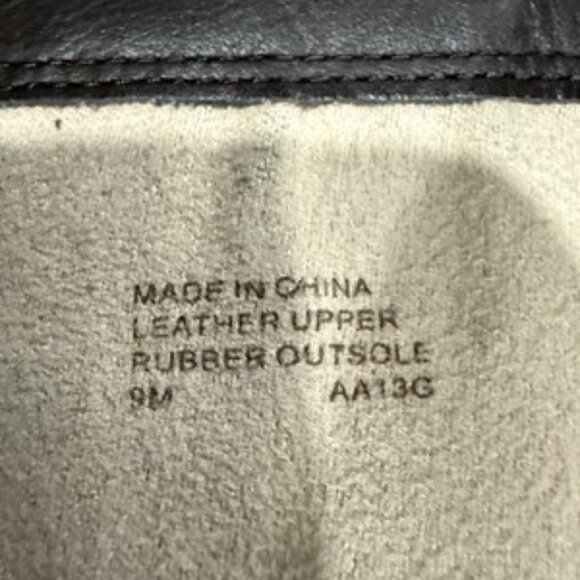 MADE IN CHINA
LEATHER UPPER
RUBBER OUTSOLE
9M AA13G